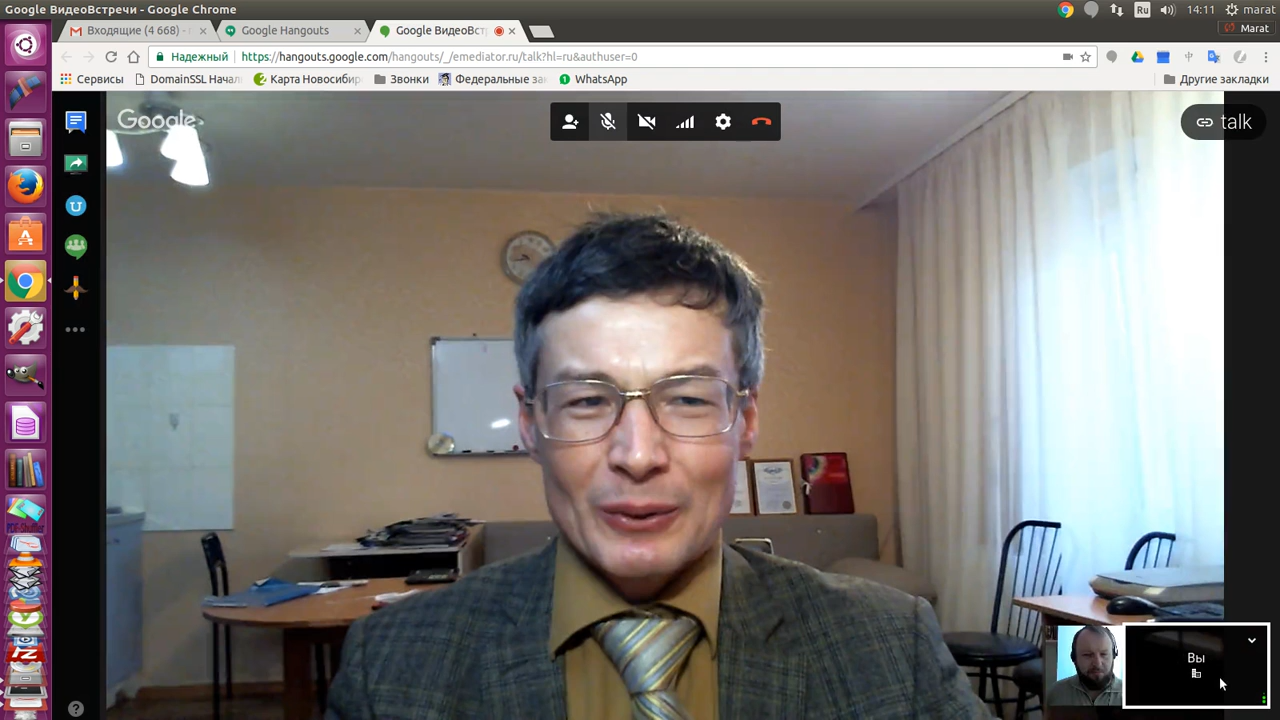 Google ВидеоВстречи - Google Chrome
Ru
14:11
marat
Входящие (4 668) -
Google Hangouts
Google ВидеоВст
Marat
Надежный
https://hangouts.google.com/hangouts/_/emediator.ru/talk?hl=ru&authuser=0
Сервисы
DomainSSL Начал
Карта Новосибир
Звонки
Федеральные за
WhatsApp
Другие закладки
Google
talk
Вы